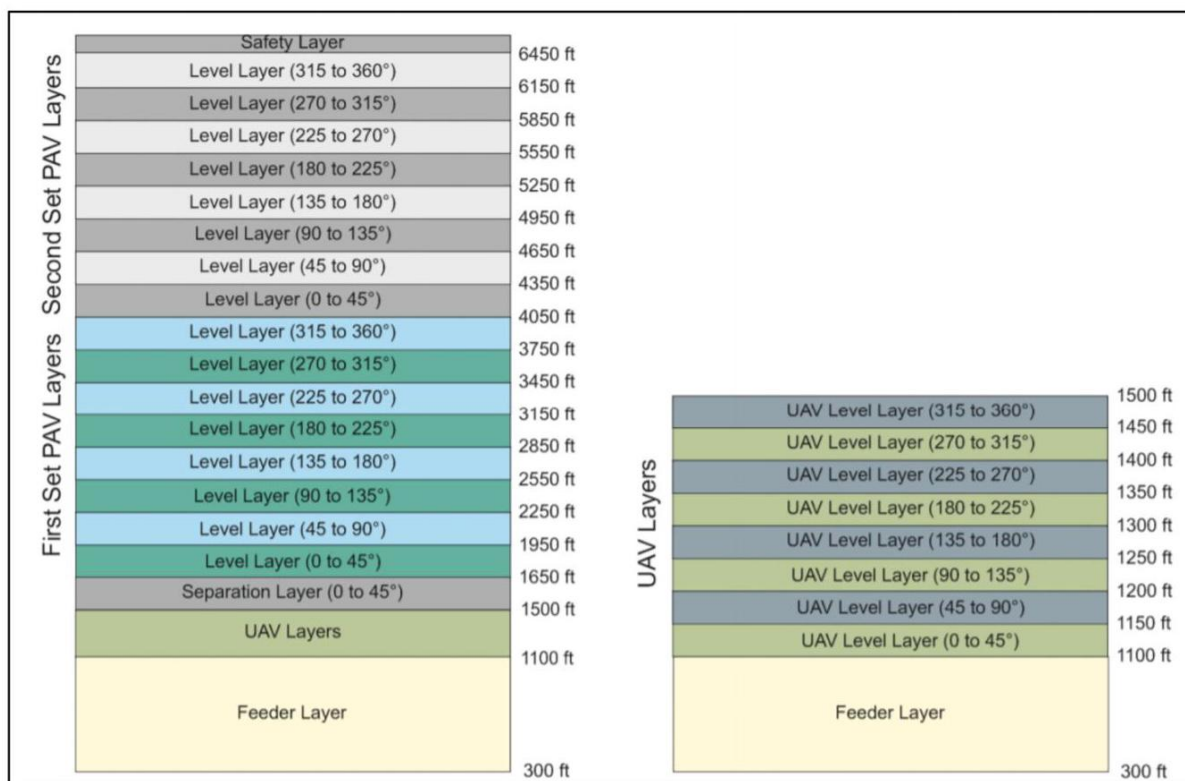 Second Set PAV Layers
First Set PAV Layers
Safety Layer
6450 ft
Level Layer (315 to 360°)
6150 ft
Level Layer (270 to 315°)
5850 ft
Level Layer (225 to 270°)
5550 ft
Level Layer (180 to 225°)
5250 ft
Level Layer (135 to 180°)
4950 ft
Level Layer (90 to 135°)
4650 ft
Level Layer (45 to 90°)
4350 ft
Level Layer (0 to 45°)
4050 ft
Level Layer (315 to 360°)
3750 ft
Level Layer (270 to 315°)
3450 ft
Level Layer (225 to 270°)
3150 ft
Level Layer (180 to 225°)
2850 ft
Level Layer (135 to 180°)
2550 ft
Level Layer (90 to 135°)
2250 ft
Level Layer (45 to 90°)
1950 ft
Level Layer (0 to 45°)
1650 ft
Separation Layer (0 to 45°)
1500 ft
UAV Layers
1100 ft
Feeder Layer
300 ft
UAV Layers
1500 ft
UAV Level Layer (315 to 360°)
1450 ft
UAV Level Layer (270 to 315°)
1400 ft
UAV Level Layer (225 to 270°)
1350 ft
UAV Level Layer (180 to 225°)
1300 ft
UAV Level Layer (135 to 180°)
1250 ft
UAV Level Layer (90 to 135°)
1200 ft
UAV Level Layer (45 to 90°)
1150 ft
UAV Level Layer (0 to 45°)
1100 ft
Feeder Layer
300 ft